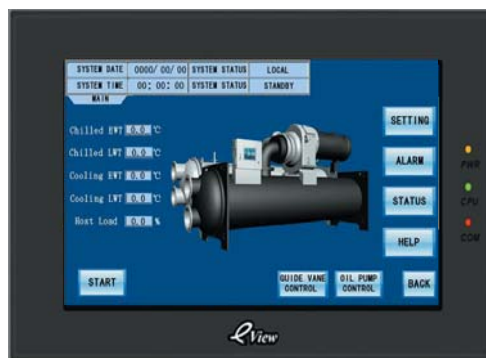 SYSTEM DATE 0000/ 00/ 00 SYSTEM STATUS LOCAL
SYSTEM TIME 00: 00: 00 SYSTEM STATUS STANDBY
MAIN
Chilled EWT 0.0 ℃
Chilled LWT 0.0 ℃
Cooling EWT 0.0 ℃
Cooling LWT 0.0 ℃
Host Load 0.0 %
SETTING
ALARM
STATUS
HELP
PWR
CPU
COM
START
GUIDE VANE CONTROL
OIL PUMP CONTROL
BACK
eView